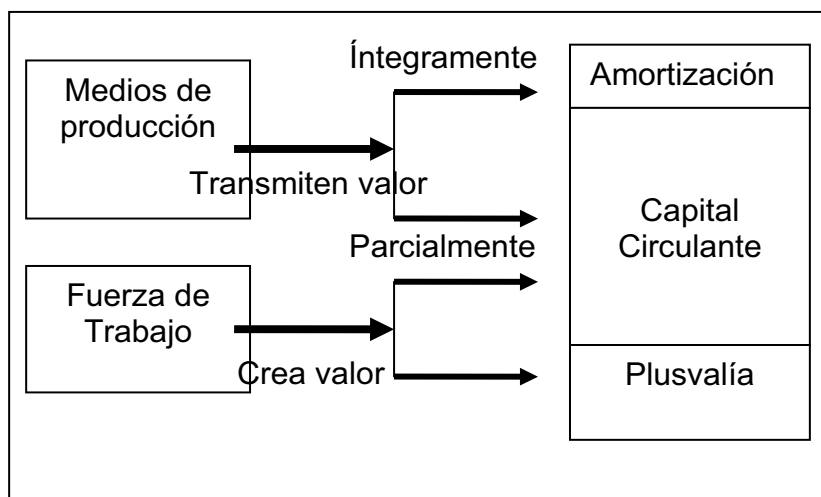 Medios de
producción
Transmiten valor
Íntegramente
Parcialmente
Fuerza de
Trabajo
Crea valor
Amortización
Capital
Circulante
Plusvalía